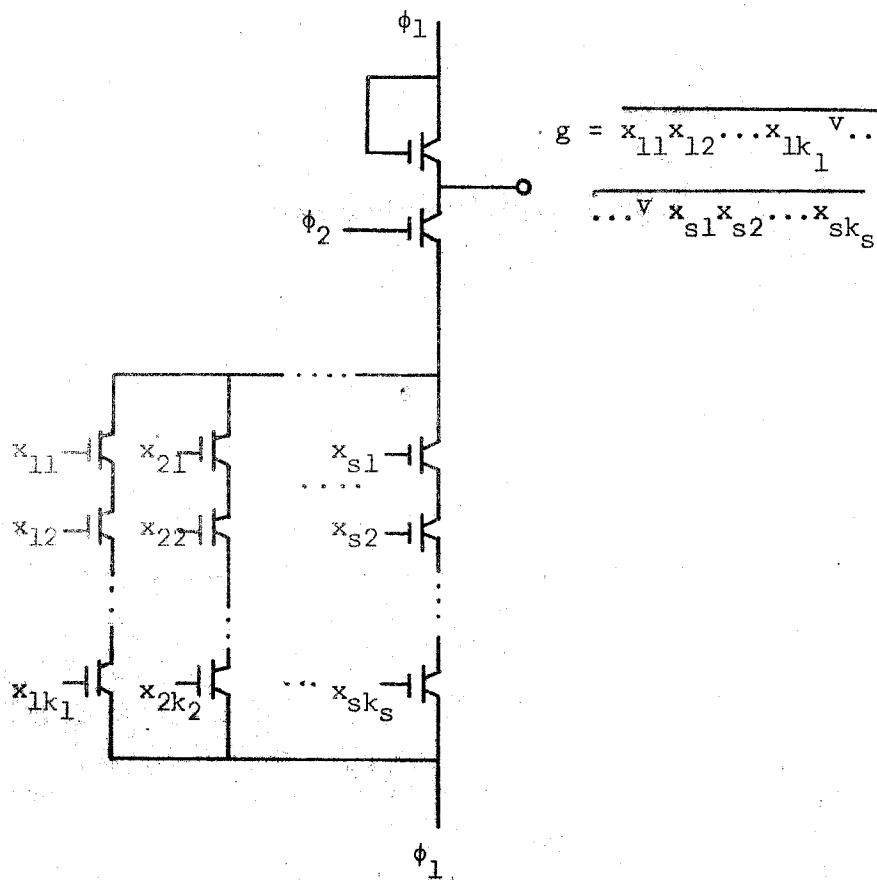 ϕ₁
g = x₁₁x₁₂...x₁ₖ₁ ᵛ...
...ᵛ xₛ₁xₛ₂...xₛₖₛ
ϕ₂
....
x₁₁ x₂₁ xₛ₁
....
x₁₂ x₂₂ xₛ₂
x₁ₖ₁ x₂ₖ₂ ... xₛₖₛ
ϕ₁